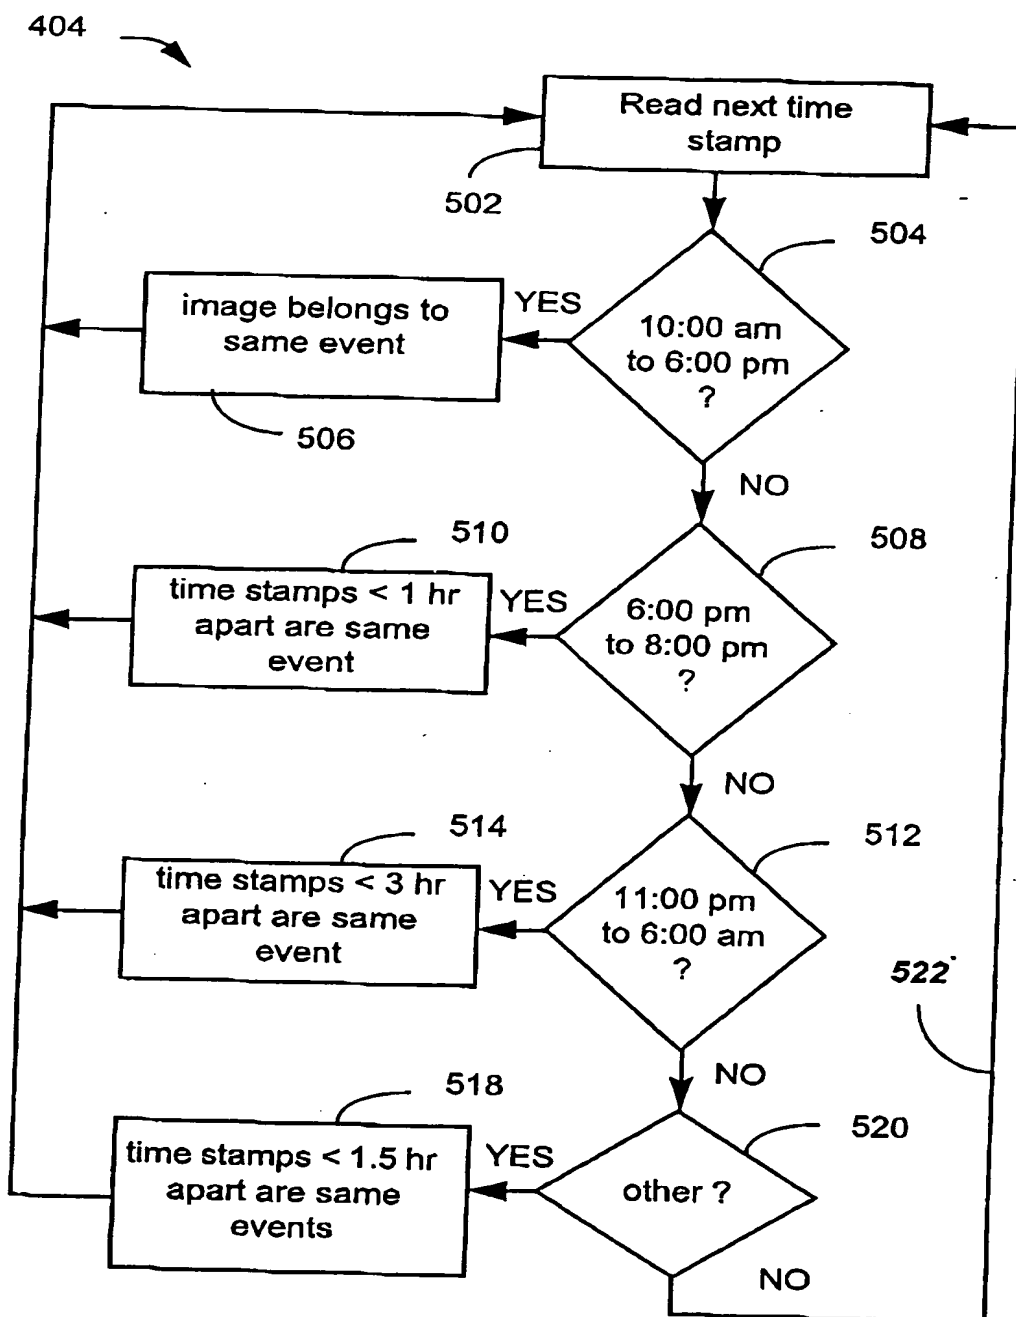 404
Read next time
stamp
502
504
image belongs to
same event
YES
10:00 am
to 6:00 pm
?
506
NO
510
508
time stamps < 1 hr
apart are same
event
YES
6:00 pm
to 8:00 pm
?
NO
514
512
time stamps < 3 hr
apart are same
event
YES
11:00 pm
to 6:00 am
?
522
NO
518
520
time stamps < 1.5 hr
apart are same
events
YES
other ?
NO